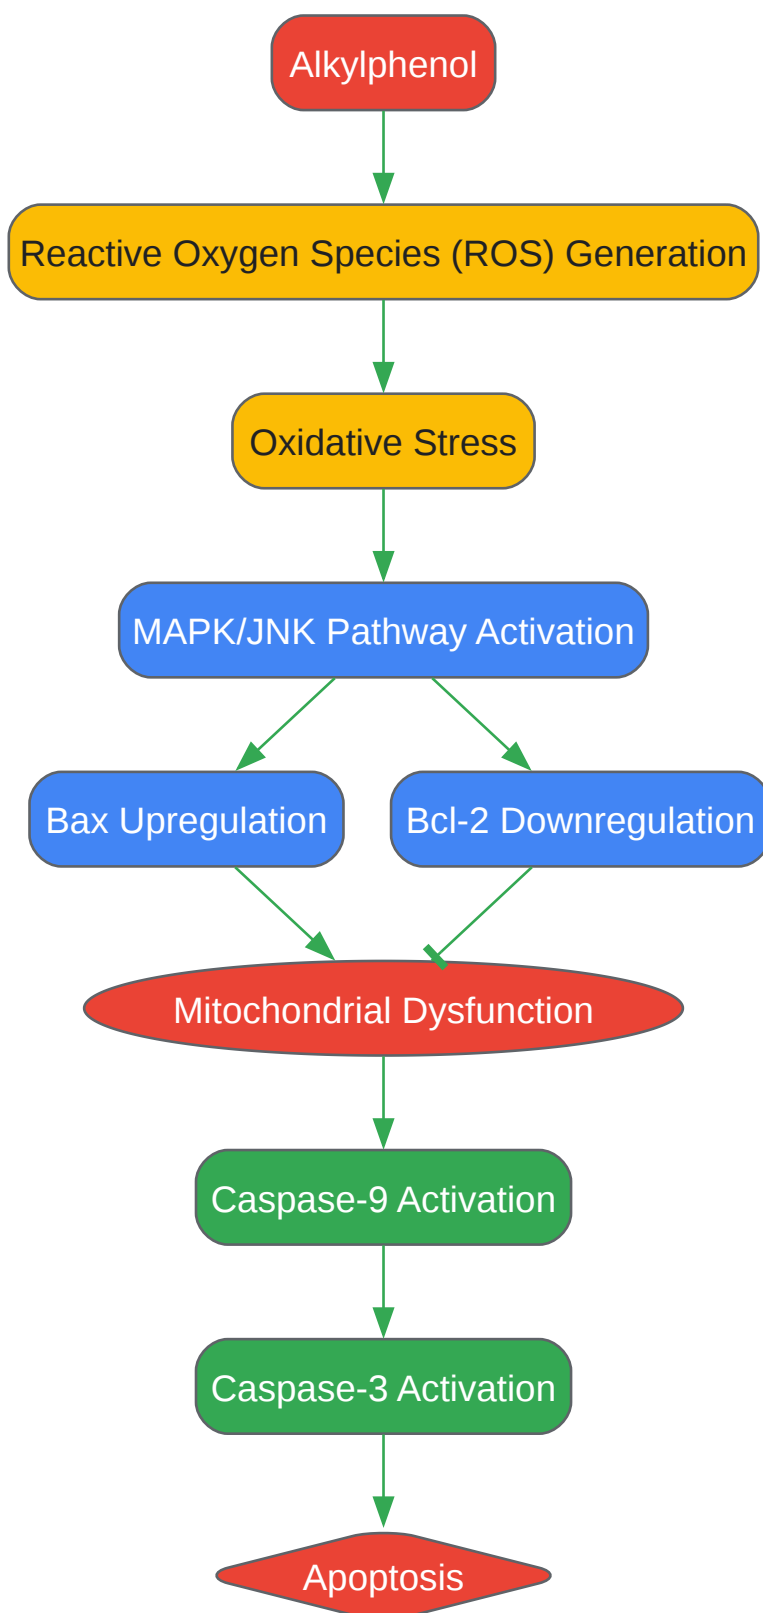 Alkylphenol
Reactive Oxygen Species (ROS) Generation
Oxidative Stress
MAPK/JNK Pathway Activation
Bax Upregulation
Bcl-2 Downregulation
Mitochondrial Dysfunction
Caspase-9 Activation
Caspase-3 Activation
Apoptosis